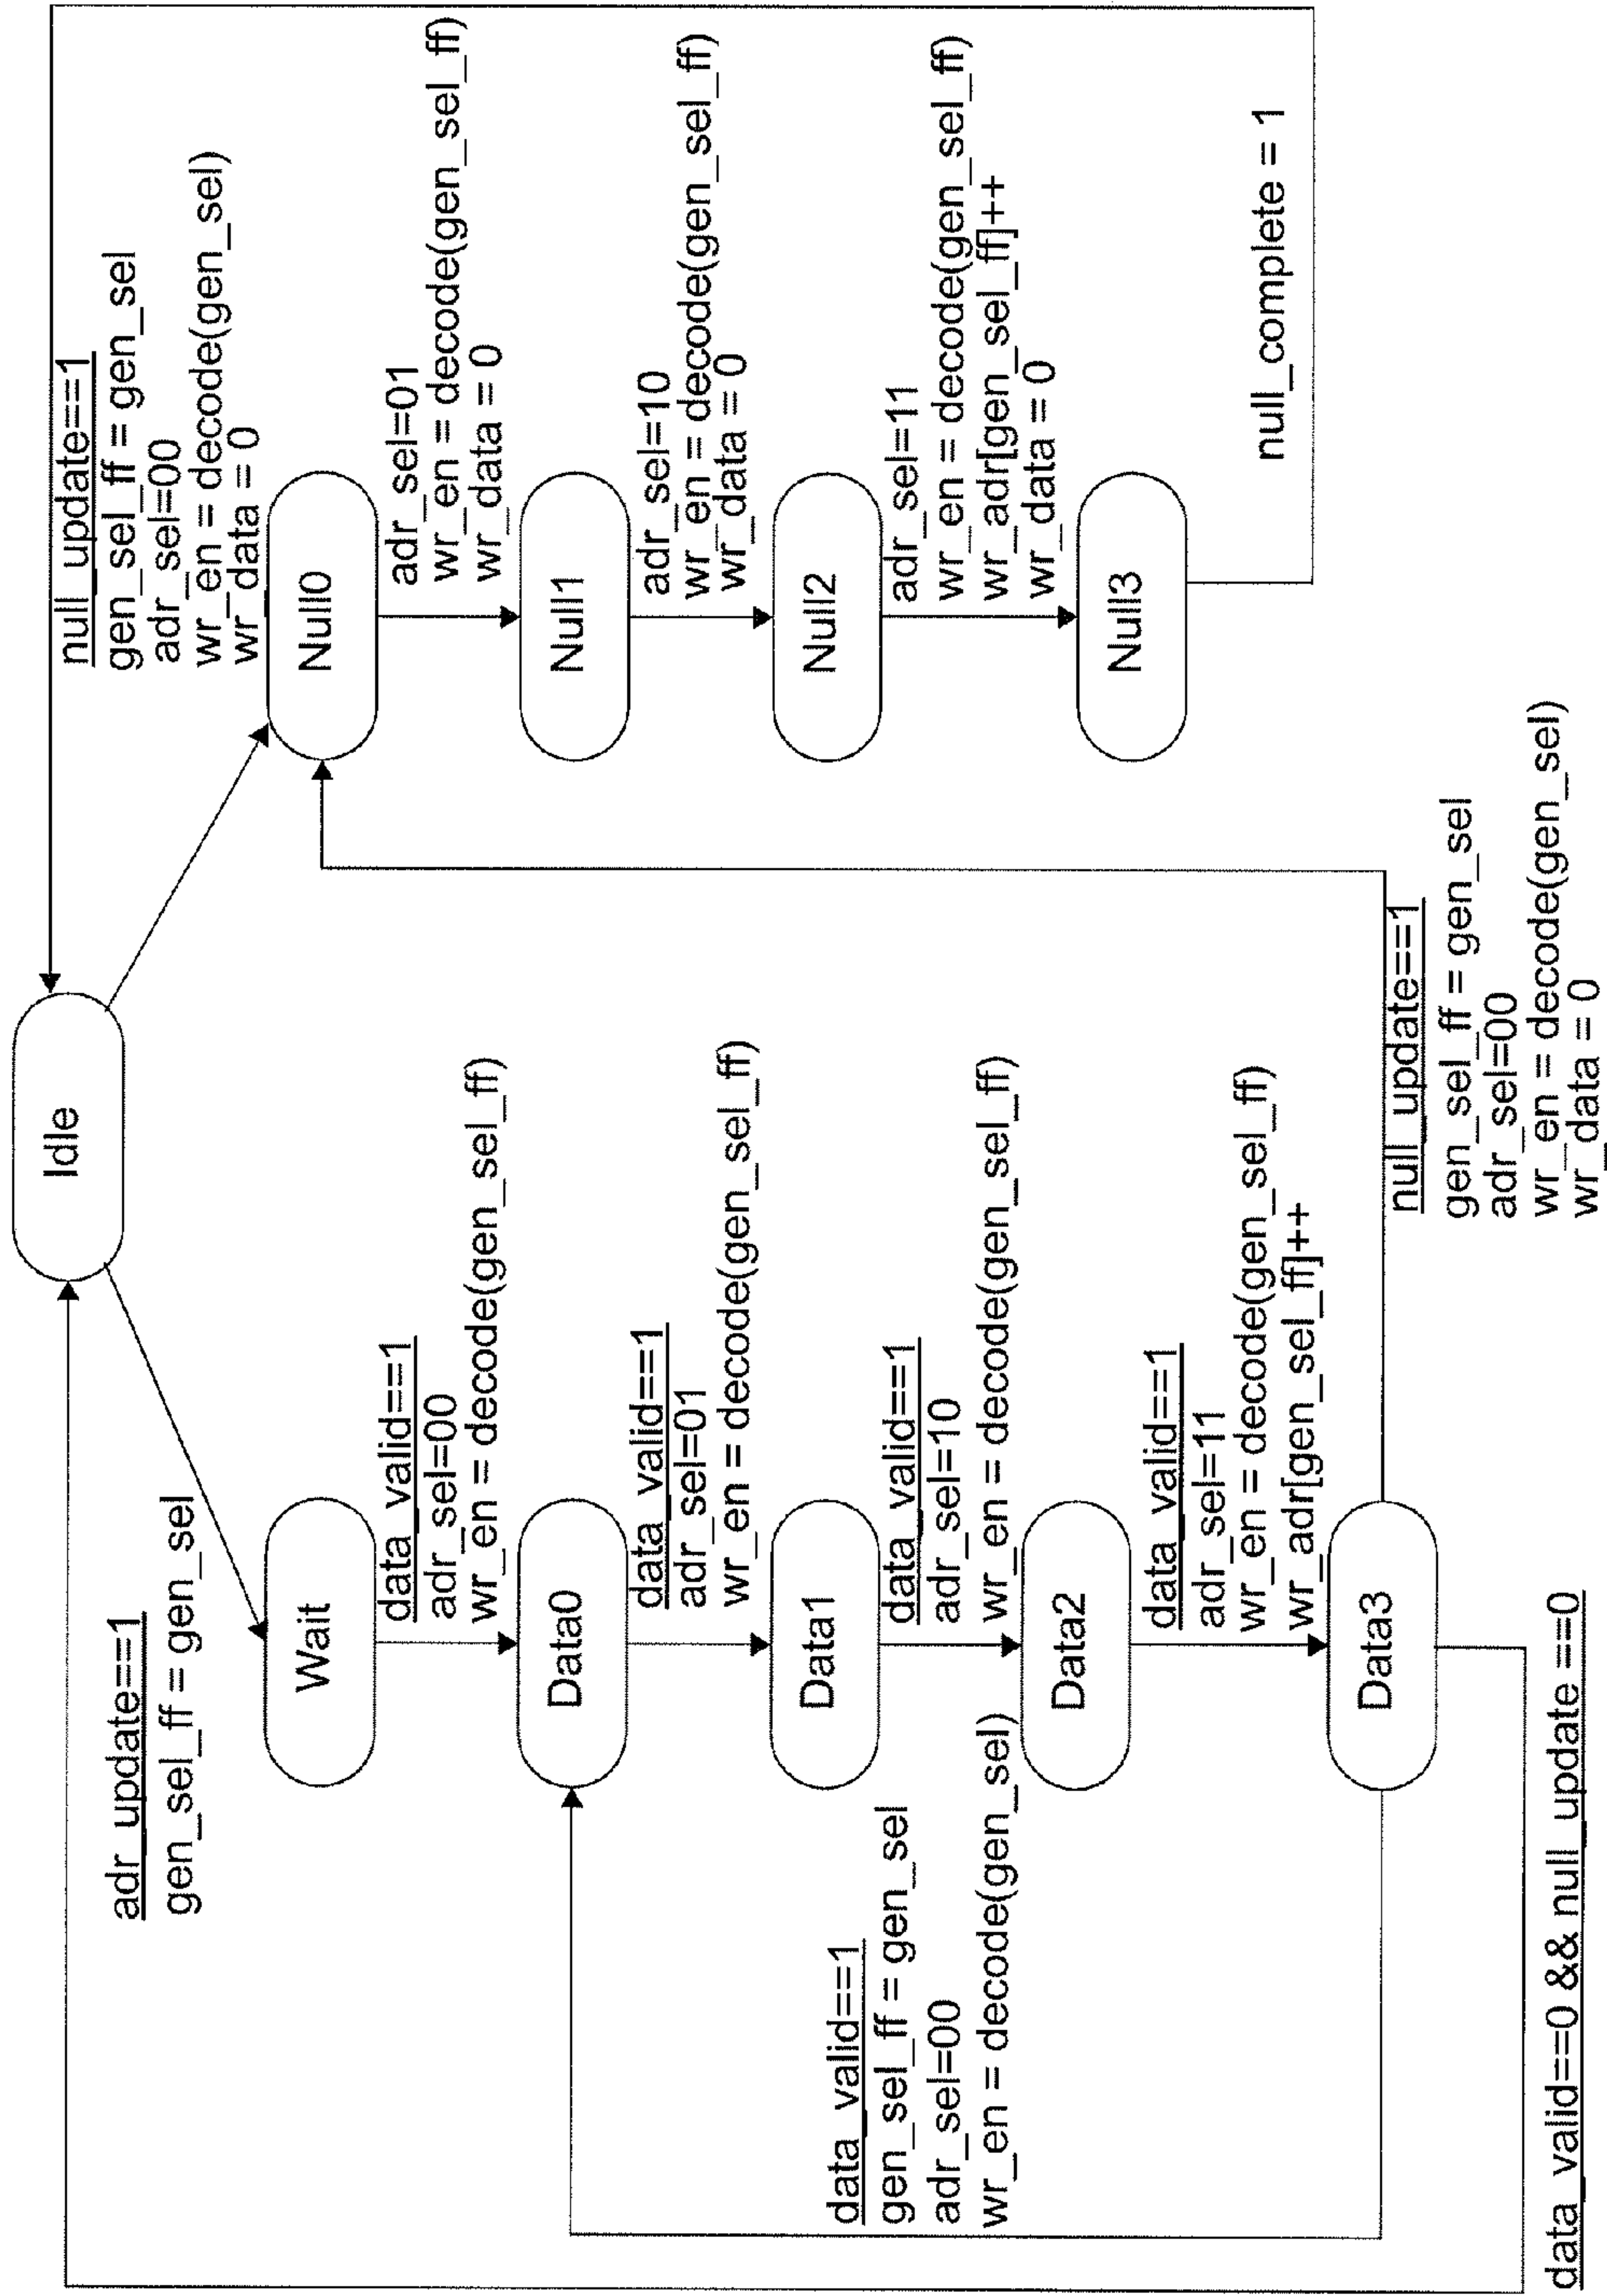 Idle
adr_update==1
gen_sel_ff = gen_sel
null_update==1
gen_sel_ff = gen_sel
adr_sel=00
wr_en = decode(gen_sel)
wr_data = 0
Wait
data_valid==1
adr_sel=00
wr_en = decode(gen_sel_ff)
Data0
data_valid==1
adr_sel=01
wr_en = decode(gen_sel_ff)
Data1
data_valid==1
adr_sel=10
wr_en = decode(gen_sel_ff)
Data2
data_valid==1
adr_sel=11
wr_en = decode(gen_sel_ff)
wr_adr[gen_sel_ff]++
Data3
data_valid==1
gen_sel_ff = gen_sel
adr_sel=00
wr_en = decode(gen_sel)
data_valid==0 && null_update ==0
null_update==1
gen_sel_ff = gen_sel
adr_sel=00
wr_en = decode(gen_sel)
wr_data = 0
Null0
adr_sel=01
wr_en = decode(gen_sel_ff)
wr_data = 0
Null1
adr_sel=10
wr_en = decode(gen_sel_ff)
wr_data = 0
Null2
adr_sel=11
wr_en = decode(gen_sel_ff)
wr_adr[gen_sel_ff]++
wr_data = 0
Null3
null_complete = 1